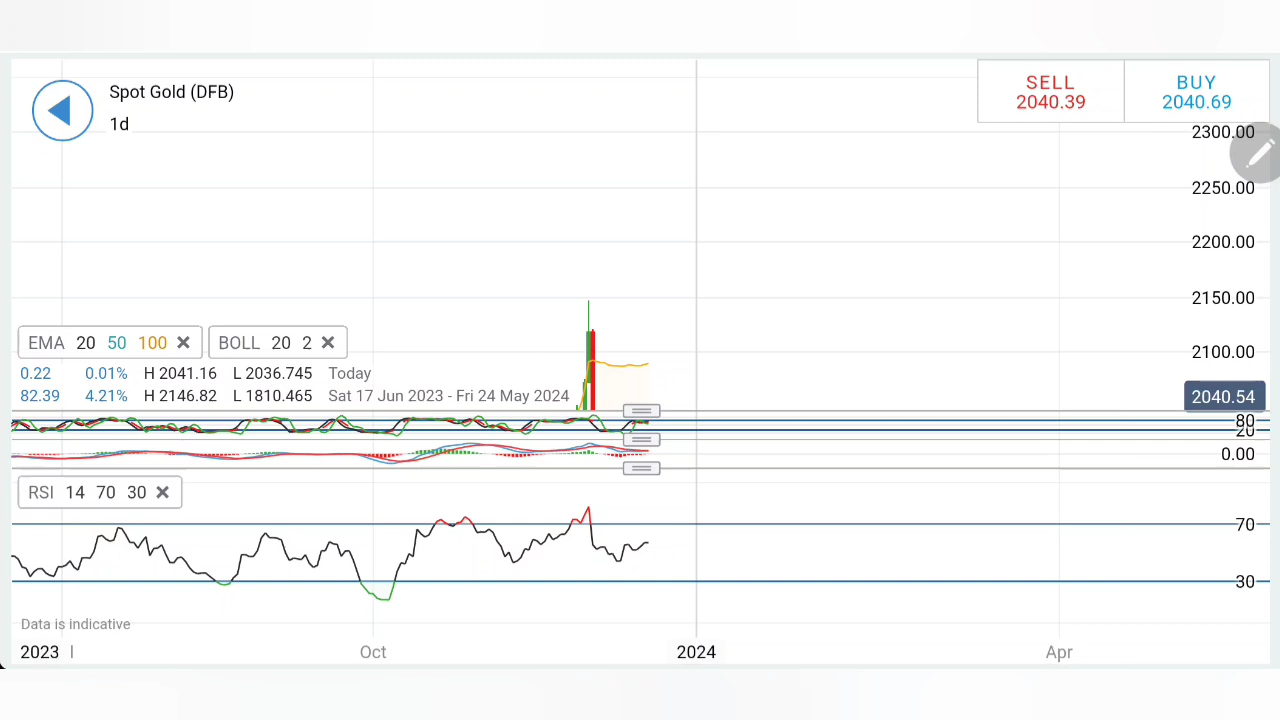 Spot Gold (DFB)
1d
SELL
2040.39
BUY
2040.69
2300.00
2250.00
2200.00
2150.00
2100.00
2040.54
EMA 20 50 100
BOLL 20 2
0.22 0.01% H 2041.16 L 2036.745 Today
82.39 4.21% H 2146.82 L 1810.465 Sat 17 Jun 2023 - Fri 24 May 2024
80
20
0.00
RSI 14 70 30
70
30
Data is indicative
2023 Oct 2024 Apr